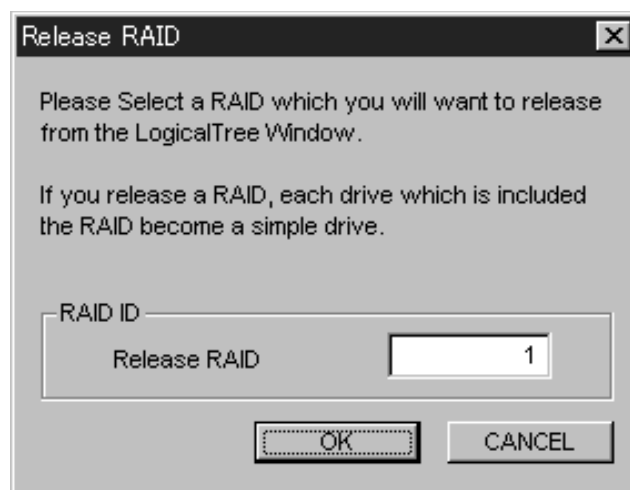 Release RAID
Please Select a RAID which you will want to release
from the LogicalTree Window.
If you release a RAID, each drive which is included
the RAID become a simple drive.
RAID ID
Release RAID 1
OK CANCEL